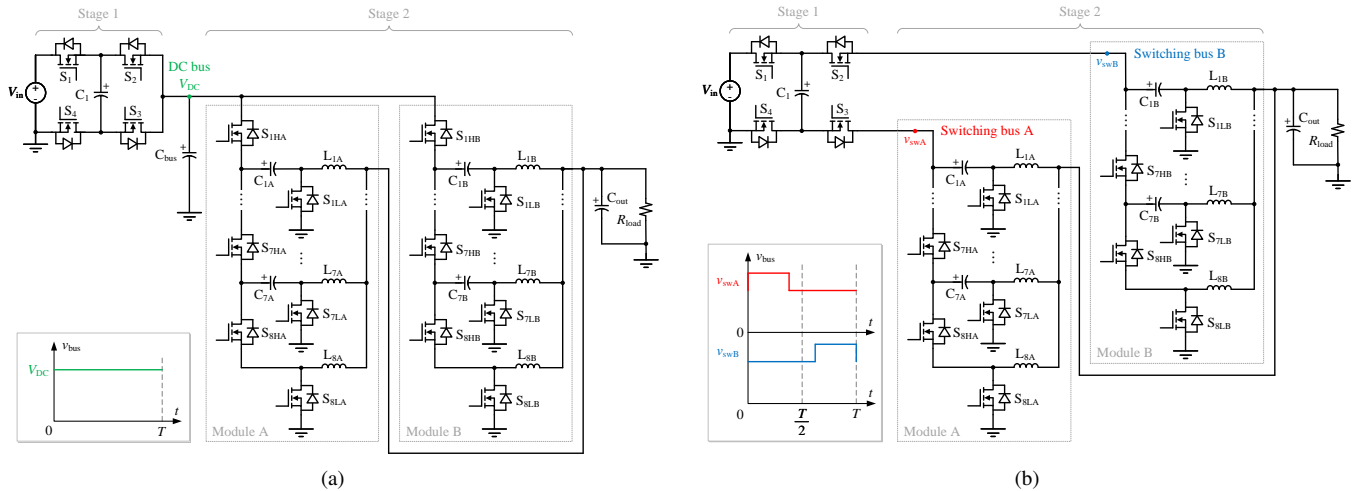 Stage 1
Stage 2
DC bus
V_DC
V_in
S_1
S_2
S_4
S_3
C_1
C_bus
S_1HA
L_1A
C_1A
S_1LA
S_7HA
L_7A
C_7A
S_7LA
S_8HA
L_8A
S_8LA
Module A
S_1HB
L_1B
C_1B
S_1LB
S_7HB
L_7B
C_7B
S_7LB
S_8HB
L_8B
S_8LB
Module B
C_out
R_load
v_bus
V_DC
0
T
t
(a)
Stage 1
Stage 2
V_in
S_1
S_2
S_4
S_3
C_1
Switching bus B
v_swB
Switching bus A
v_swA
L_1A
C_1A
S_1LA
S_7HA
L_7A
C_7A
S_7LA
S_8HA
L_8A
S_8LA
Module A
L_1B
C_1B
S_1LB
S_7HB
L_7B
C_7B
S_7LB
S_8HB
L_8B
S_8LB
Module B
C_out
R_load
v_bus
v_swA
0
t
v_swB
0
T/2
T
t
(b)